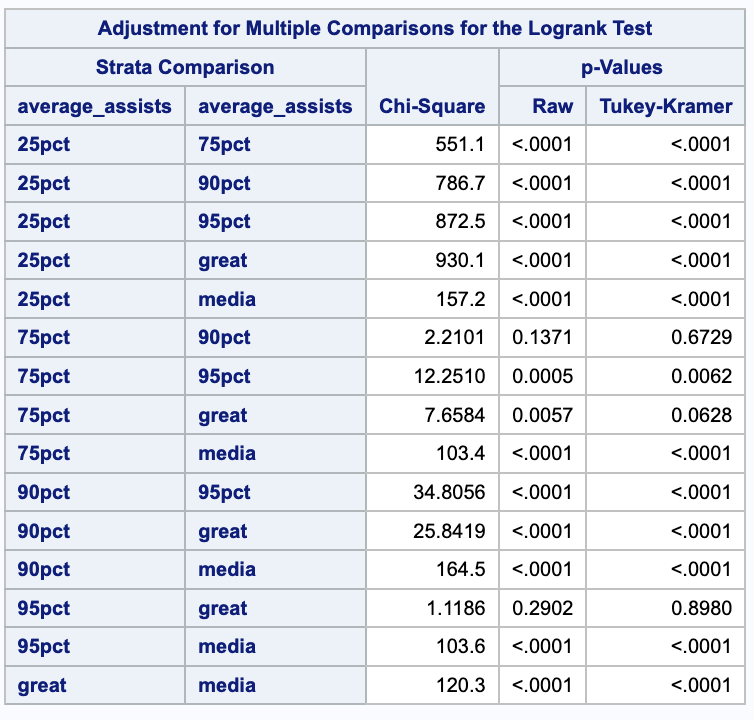 Adjustment for Multiple Comparisons for the Logrank Test
Strata Comparison p-Values
average_assists average_assists Chi-Square Raw Tukey-Kramer
25pct 75pct 551.1 <.0001 <.0001
25pct 90pct 786.7 <.0001 <.0001
25pct 95pct 872.5 <.0001 <.0001
25pct great 930.1 <.0001 <.0001
25pct media 157.2 <.0001 <.0001
75pct 90pct 2.2101 0.1371 0.6729
75pct 95pct 12.2510 0.0005 0.0062
75pct great 7.6584 0.0057 0.0628
75pct media 103.4 <.0001 <.0001
90pct 95pct 34.8056 <.0001 <.0001
90pct great 25.8419 <.0001 <.0001
90pct media 164.5 <.0001 <.0001
95pct great 1.1186 0.2902 0.8980
95pct media 103.6 <.0001 <.0001
great media 120.3 <.0001 <.0001